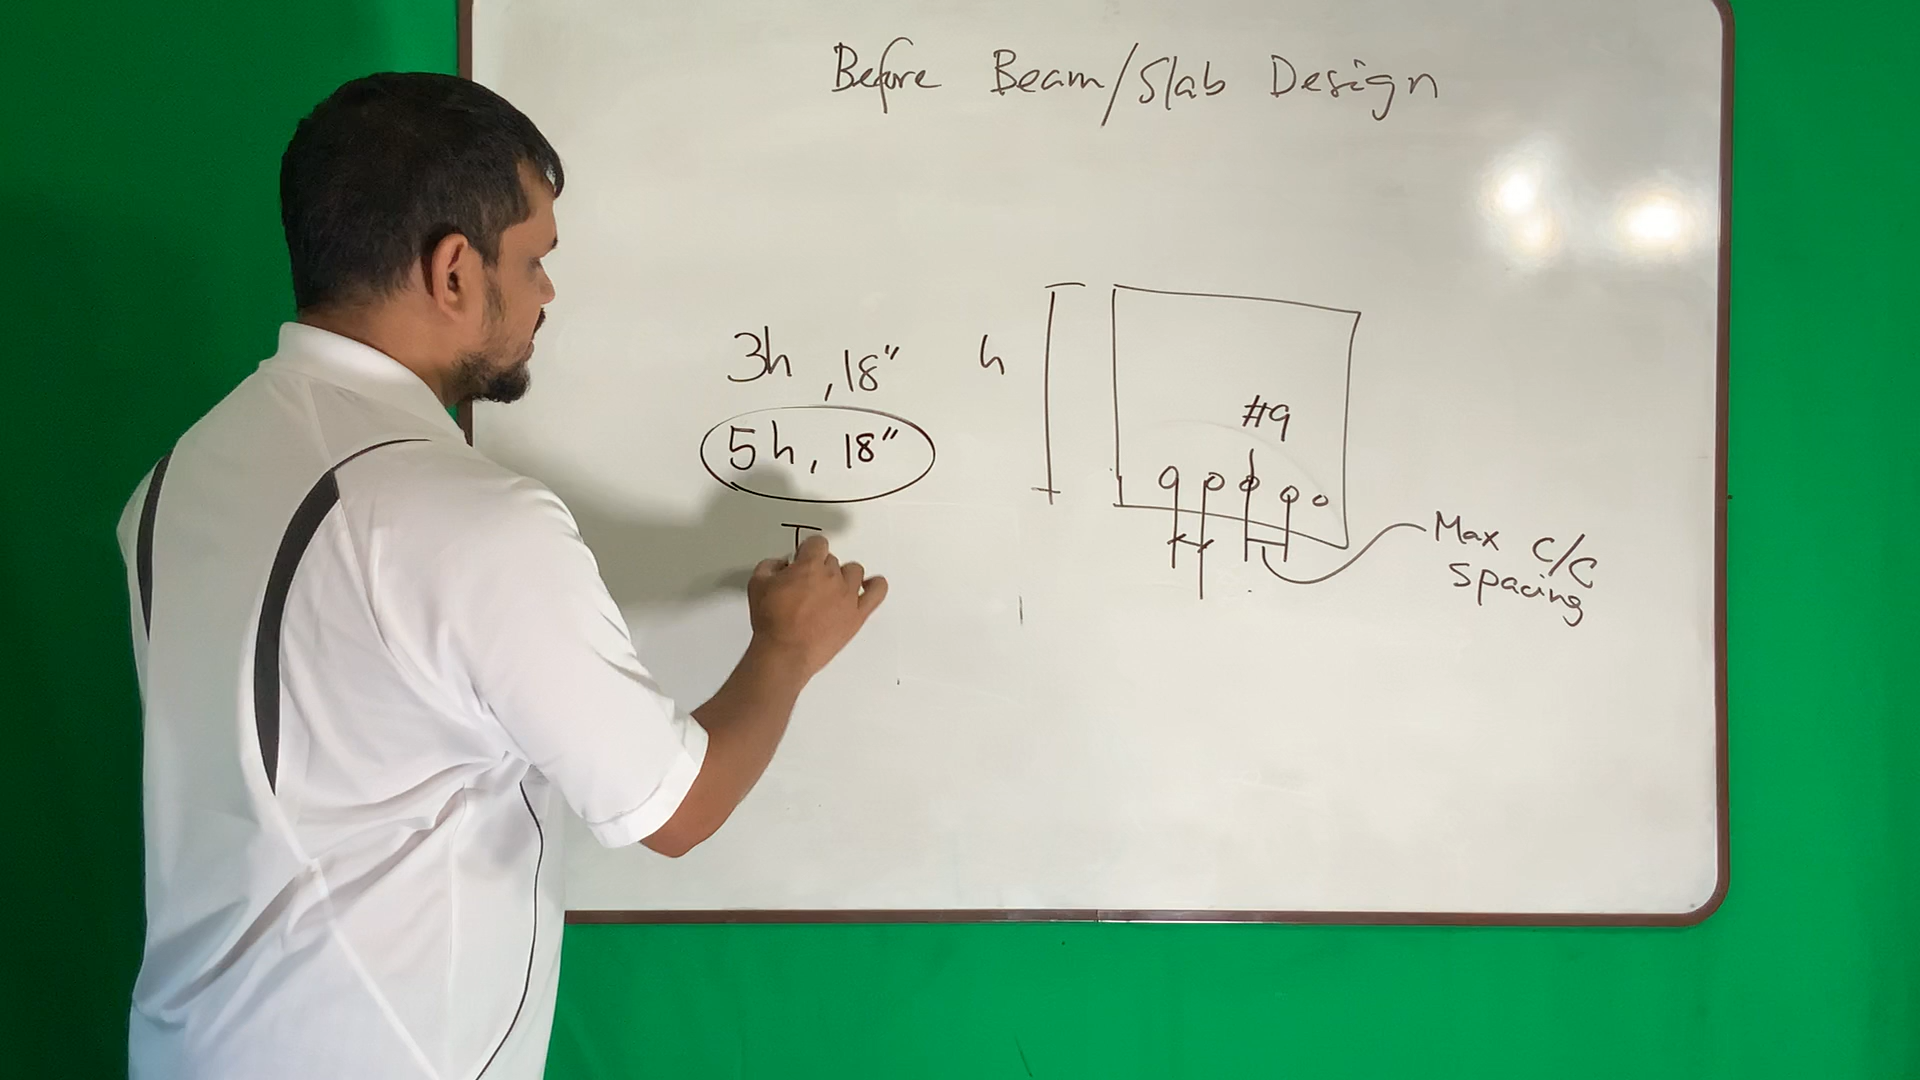 Before Beam/Slab Design
3h, 18"
h
5h, 18"
#9
Max c/c
spacing
T